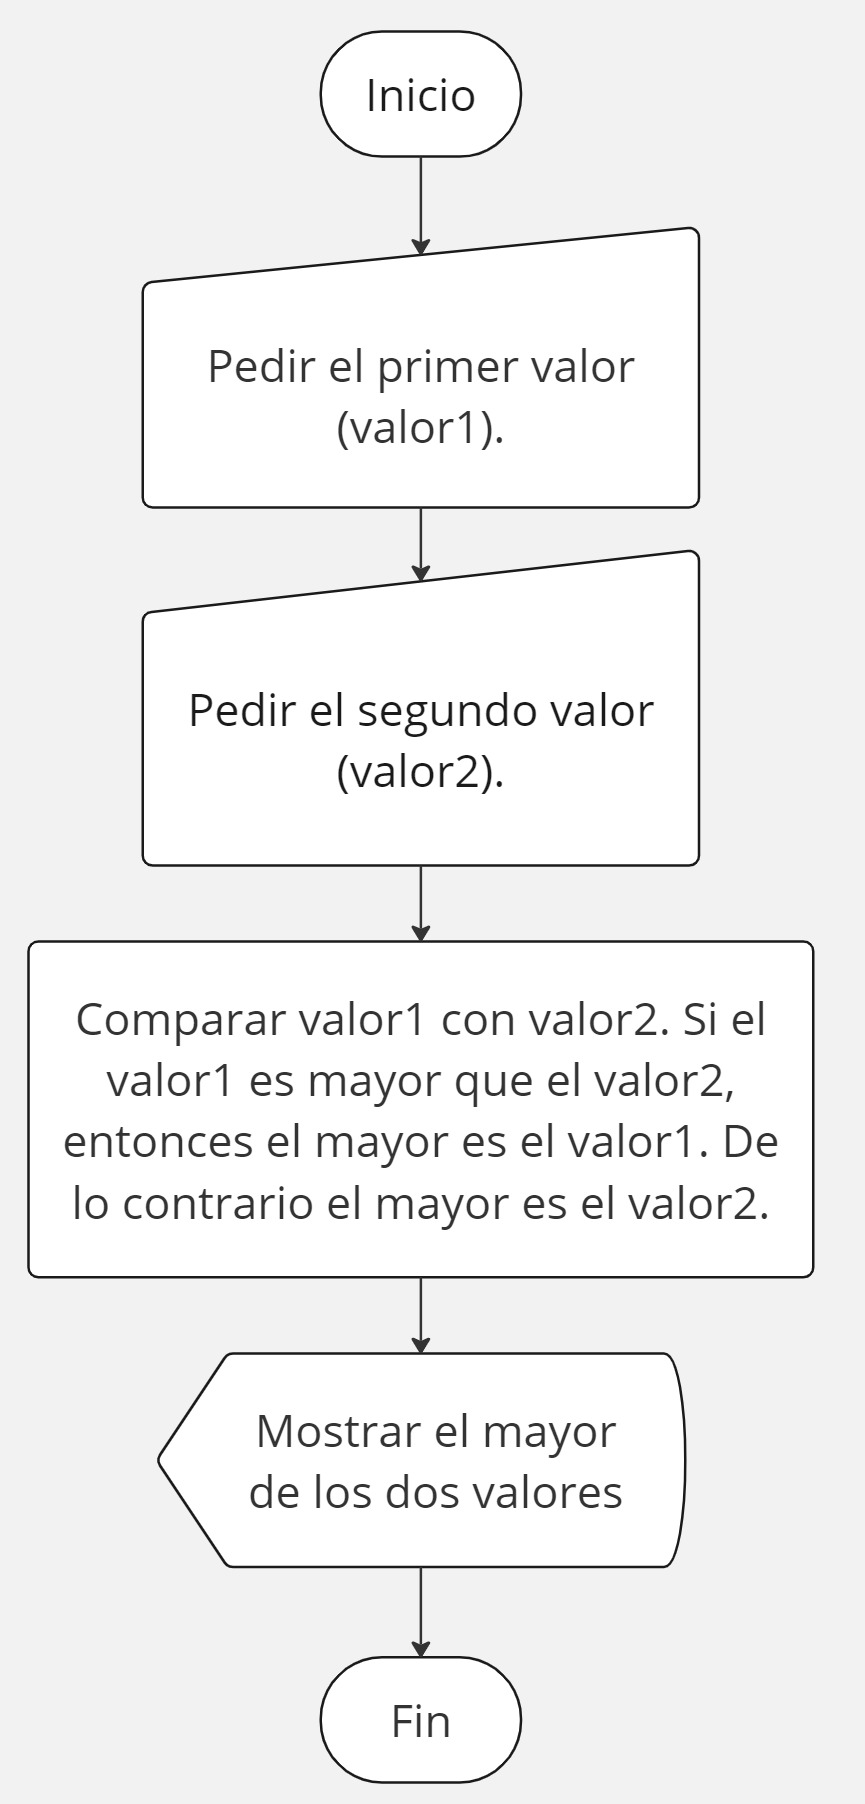 Inicio
Pedir el primer valor
(valor1).
Pedir el segundo valor
(valor2).
Comparar valor1 con valor2. Si el
valor1 es mayor que el valor2,
entonces el mayor es el valor1. De
lo contrario el mayor es el valor2.
Mostrar el mayor
de los dos valores
Fin